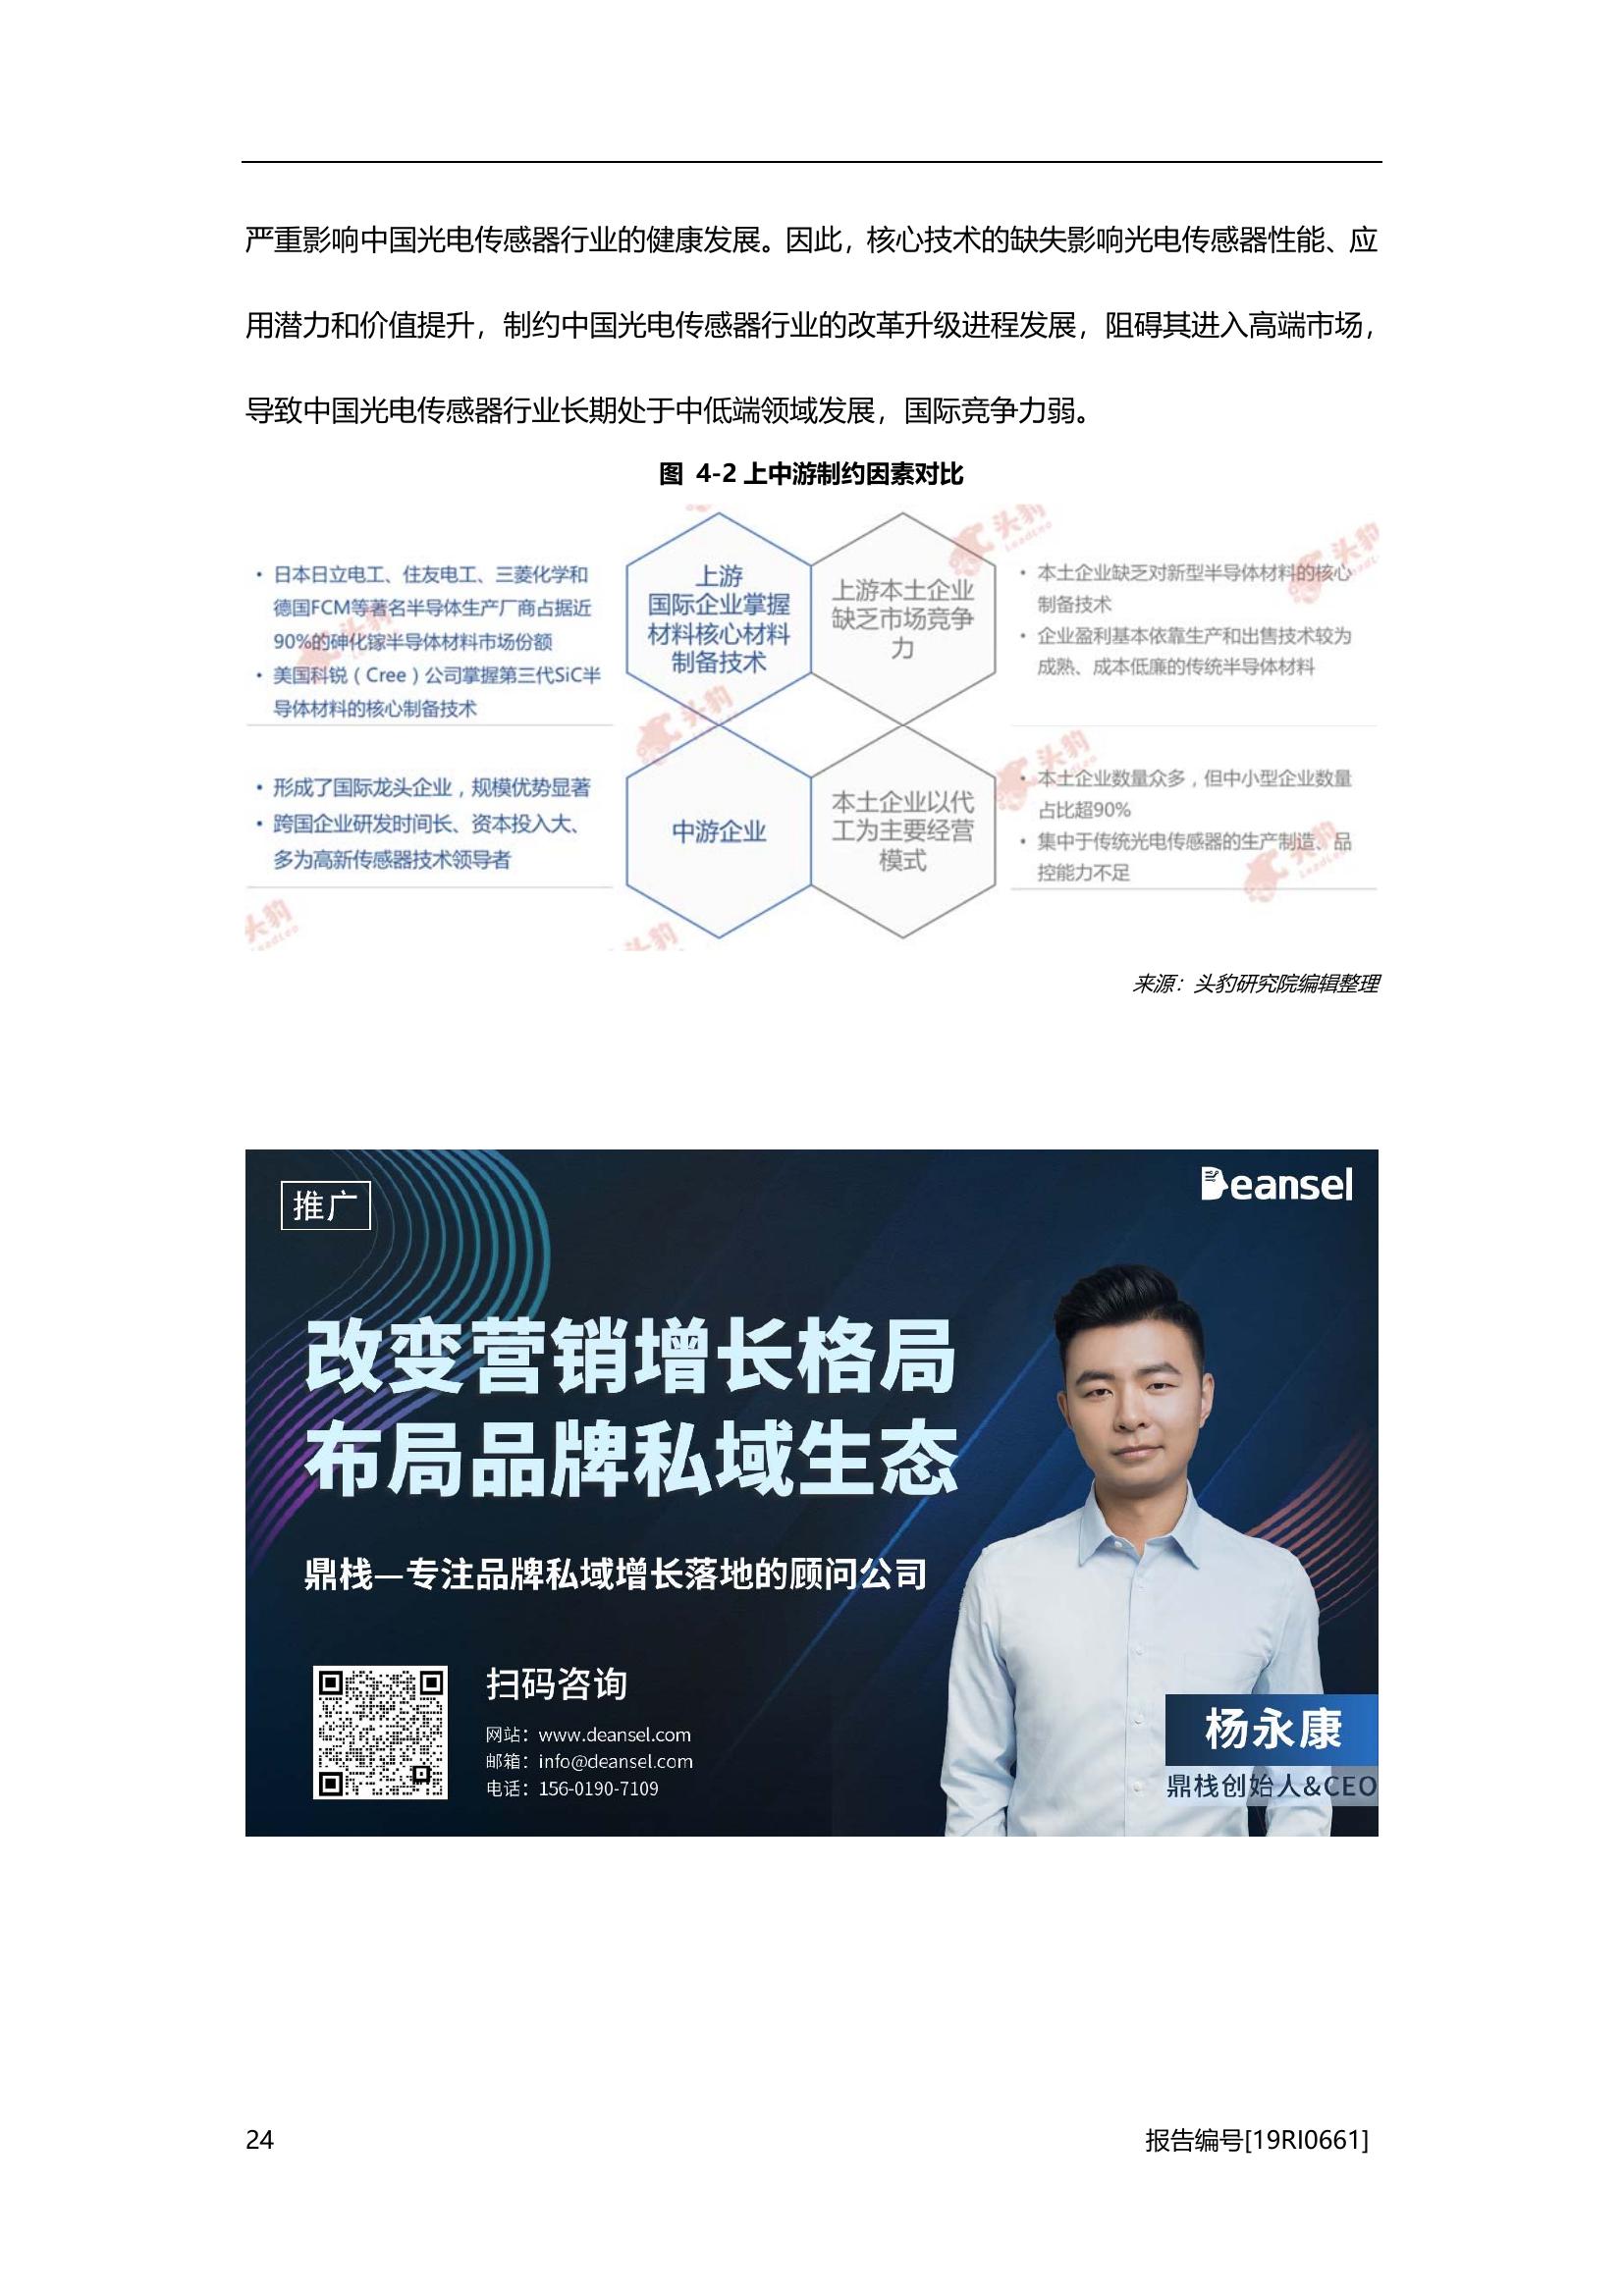 严重影响中国光电传感器行业的健康发展。因此，核心技术的缺失影响光电传感器性能、应
用潜力和价值提升，制约中国光电传感器行业的改革升级进程发展，阻碍其进入高端市场，
导致中国光电传感器行业长期处于中低端领域发展，国际竞争力弱。
图 4-2 上中游制约因素对比
• 日本日立电工、住友电工、三菱化学和
德国FCM等著名半导体生产厂商占据近
90%的砷化镓半导体材料市场份额
• 美国科锐（Cree）公司掌握第三代SiC半
导体材料的核心制备技术
上游
国际企业掌握
材料核心材料
制备技术
上游本土企业
缺乏市场竞争
力
• 本土企业缺乏对新型半导体材料的核心
制备技术
• 企业盈利基本依靠生产和出售技术较为
成熟、成本低廉的传统半导体材料
• 形成了国际龙头企业，规模优势显著
• 跨国企业研发时间长、资本投入大、
多为高新传感器技术领导者
中游企业
本土企业以代
工为主要经营
模式
• 本土企业数量众多，但中小型企业数量
占比超90%
• 集中于传统光电传感器的生产制造、品
控能力不足
头豹
LeadLeo
来源：头豹研究院编辑整理
推广
Deansel
改变营销增长格局
布局品牌私域生态
鼎栈—专注品牌私域增长落地的顾问公司
扫码咨询
网站：www.deansel.com
邮箱：info@deansel.com
电话：156-0190-7109
杨永康
鼎栈创始人&CEO
24
报告编号[19RI0661]